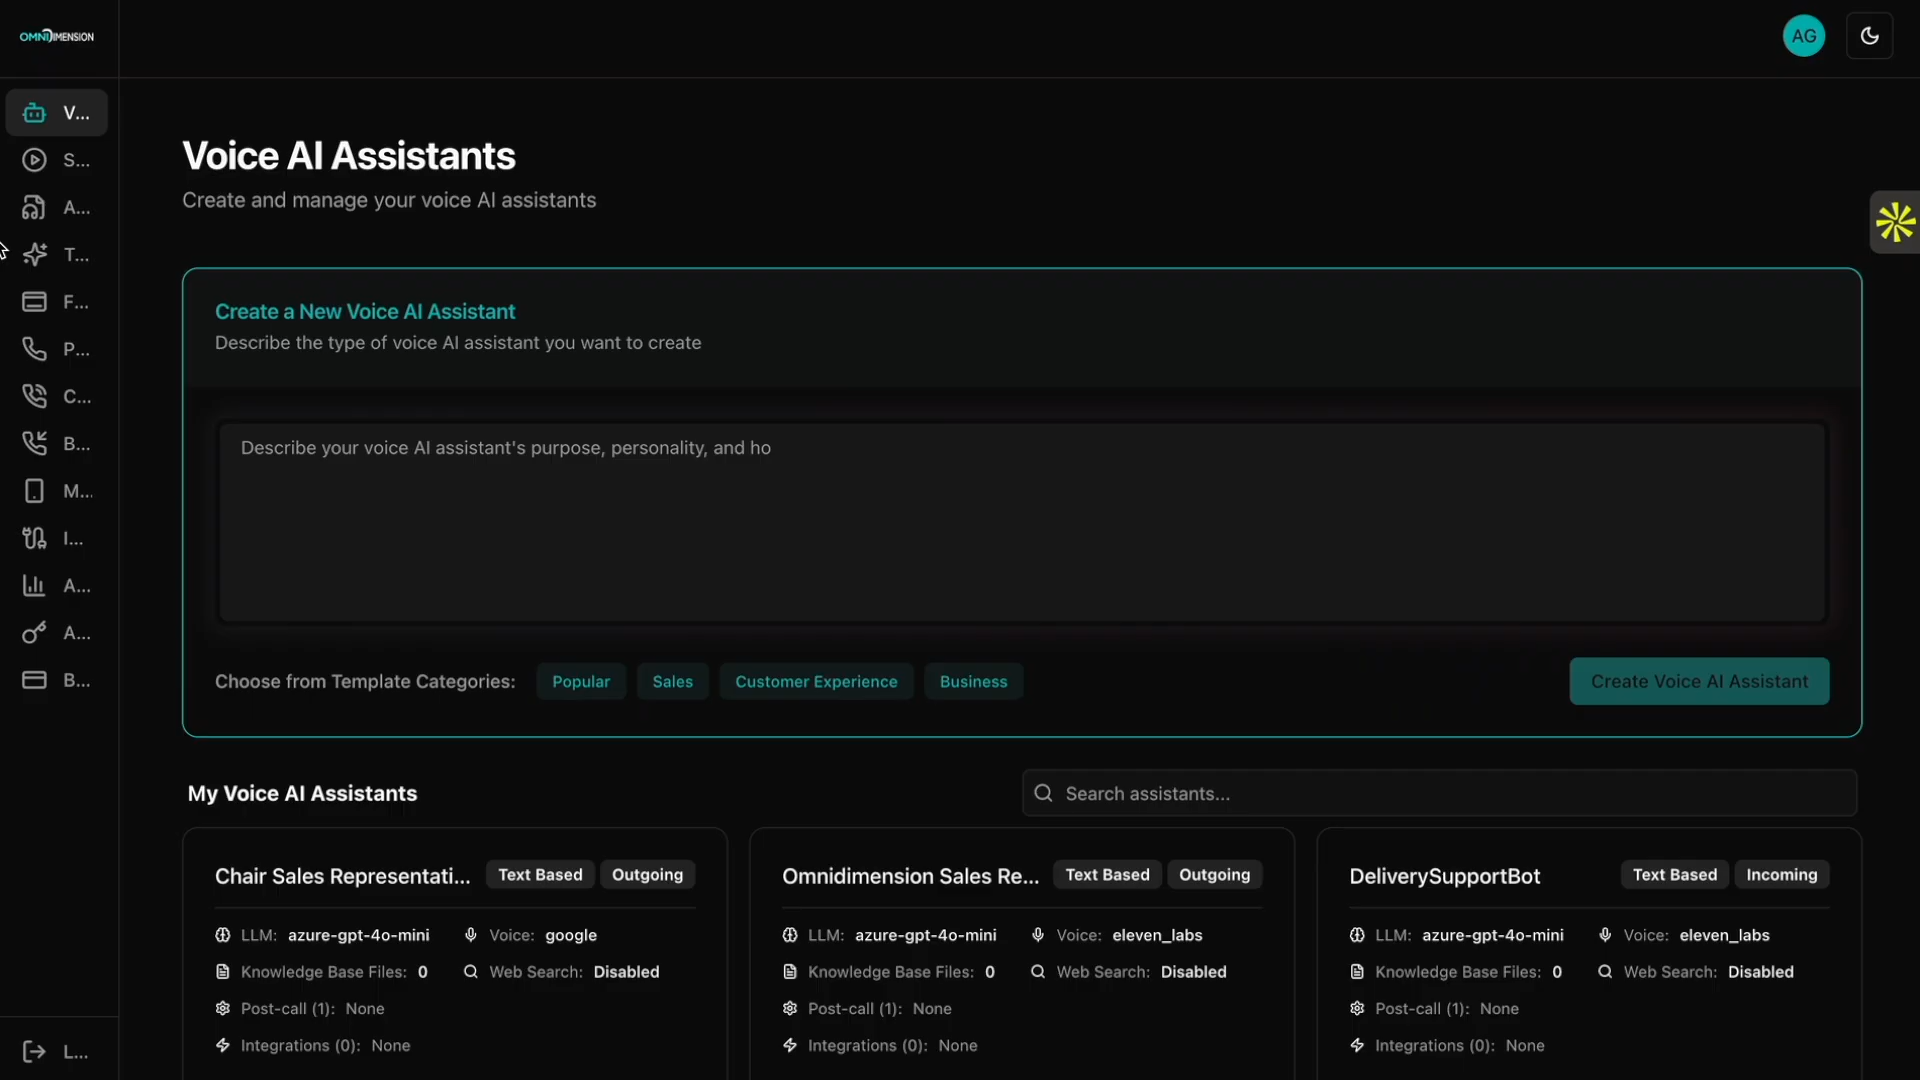 OMNIDIMENSION
AG
V...
S...
A...
T...
F...
P...
C...
B...
M...
I...
A...
A...
B...
L...
Voice AI Assistants
Create and manage your voice AI assistants
Create a New Voice AI Assistant
Describe the type of voice AI assistant you want to create
Describe your voice AI assistant's purpose, personality, and ho
Choose from Template Categories: Popular Sales Customer Experience Business Create Voice AI Assistant
My Voice AI Assistants Search assistants...
Chair Sales Representati... Text Based Outgoing
LLM: azure-gpt-4o-mini Voice: google
Knowledge Base Files: 0 Web Search: Disabled
Post-call (1): None
Integrations (0): None
Omnidimension Sales Re... Text Based Outgoing
LLM: azure-gpt-4o-mini Voice: eleven_labs
Knowledge Base Files: 0 Web Search: Disabled
Post-call (1): None
Integrations (0): None
DeliverySupportBot Text Based Incoming
LLM: azure-gpt-4o-mini Voice: eleven_labs
Knowledge Base Files: 0 Web Search: Disabled
Post-call (1): None
Integrations (0): None